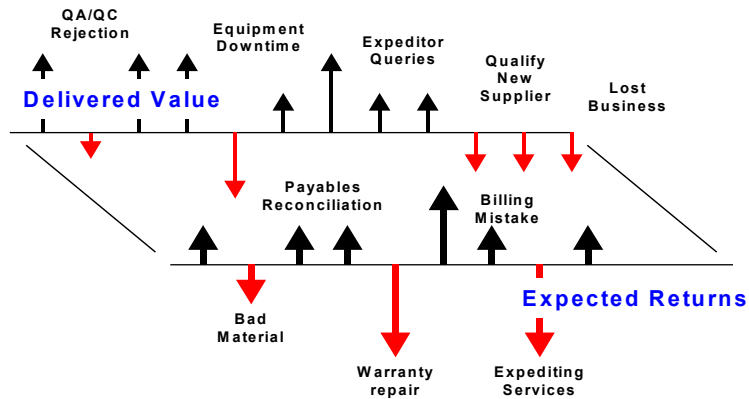 QA/QC
Rejection
Equipment
Downtime
Expeditor
Queries
Qualify
New
Supplier
Lost
Business
Delivered Value
Payables
Reconciliation
Billing
Mistake
Expected Returns
Bad
Material
Warranty
repair
Expediting
Services